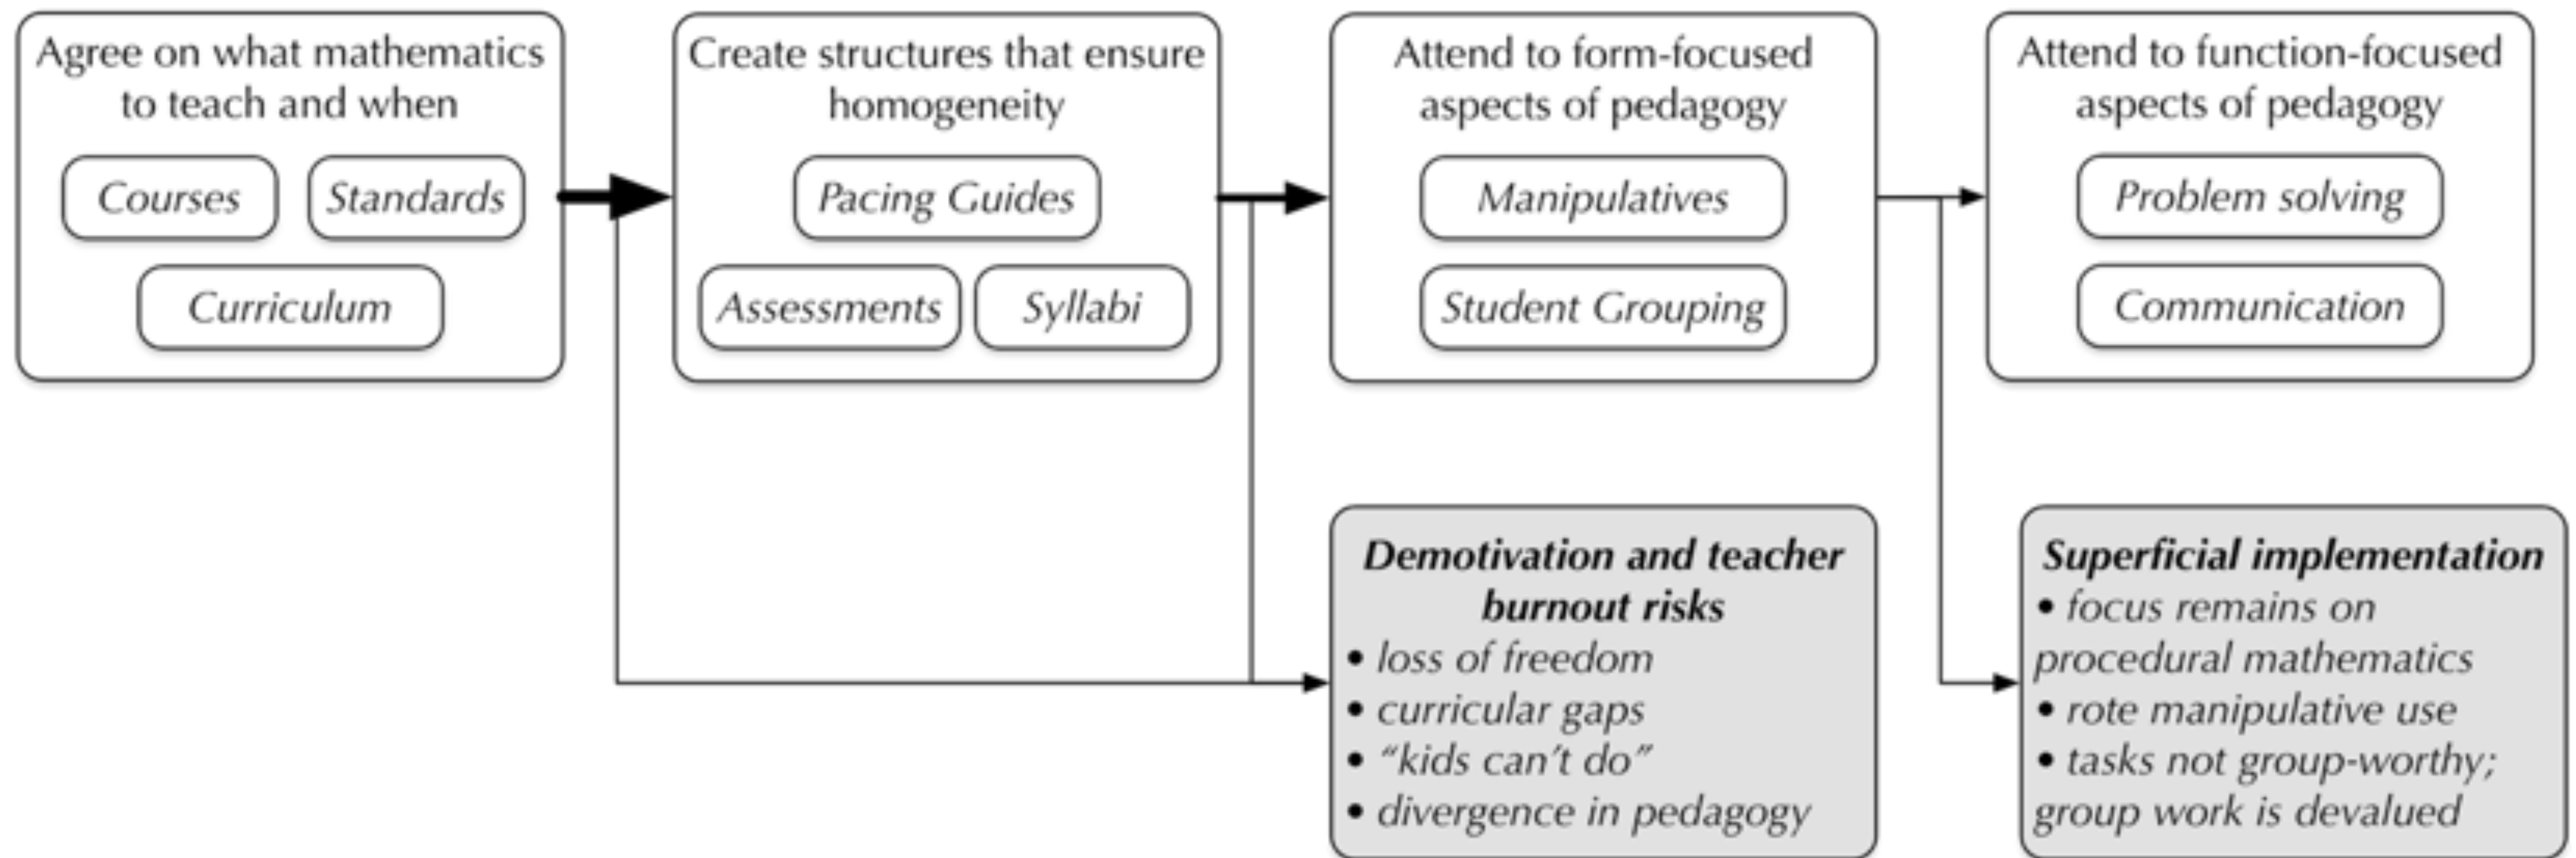 Agree on what mathematics
to teach and when
Courses
Standards
Curriculum
Create structures that ensure
homogeneity
Pacing Guides
Assessments
Syllabi
Attend to form-focused
aspects of pedagogy
Manipulatives
Student Grouping
Attend to function-focused
aspects of pedagogy
Problem solving
Communication
Demotivation and teacher
burnout risks
• loss of freedom
• curricular gaps
• “kids can’t do”
• divergence in pedagogy
Superficial implementation
• focus remains on
procedural mathematics
• rote manipulative use
• tasks not group-worthy;
group work is devalued